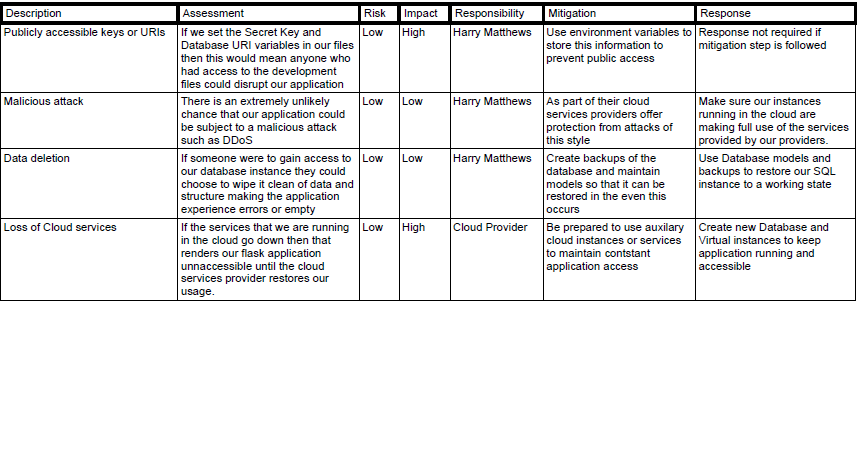 Description Assessment Risk Impact Responsibility Mitigation Response
Publicly accessible keys or URIs
If we set the Secret Key and
Database URI variables in our files
then this would mean anyone who
had access to the development
files could disrupt our application
Low
High
Harry Matthews
Use environment variables to
store this information to
prevent public access
Response not required if
mitigation step is followed
Malicious attack
There is an extremely unlikely
chance that our application could
be subject to a malicious attack
such as DDoS
Low
Low
Harry Matthews
As part of their cloud
services providers offer
protection from attacks of
this style
Make sure our instances
running in the cloud are
making full use of the services
provided by our providers.
Data deletion
If someone were to gain access to
our database instance they could
choose to wipe it clean of data and
structure making the application
experience errors or empty
Low
Low
Harry Matthews
Create backups of the
database and maintain
models so that it can be
restored in the even this
occurs
Use Database models and
backups to restore our SQL
instance to a working state
Loss of Cloud services
If the services that we are running
in the cloud go down then that
renders our flask application
unnaccessible until the cloud
services provider restores our
usage.
Low
High
Cloud Provider
Be prepared to use auxilary
cloud instances or services
to maintain contstant
application access
Create new Database and
Virtual instances to keep
application running and
accessible